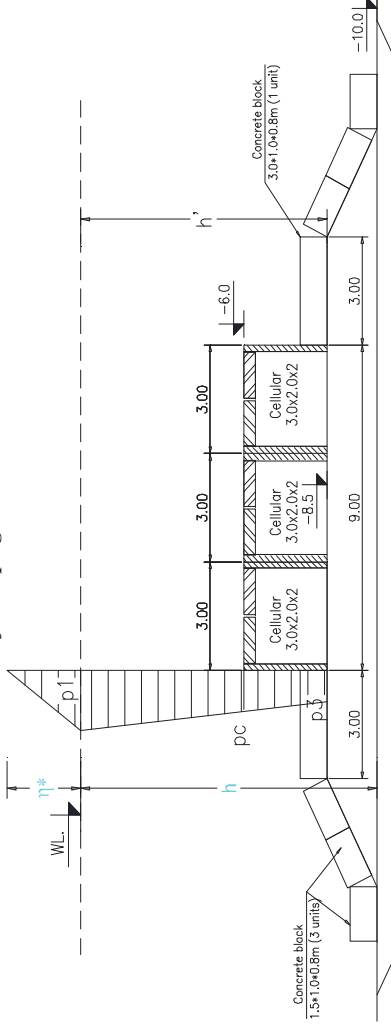 -10.0
Concrete block
3.0*1.0*0.8m (1 unit)
h'
-6.0
3.00
3.00
3.00
3.00
Cellular
3.0x2.0x2
Cellular
3.0x2.0x2
Cellular
3.0x2.0x2
-8.5
9.00
p1
pc
p3
3.00
η*
h
WL.
Concrete block
1.5*1.0*0.8m (3 units)